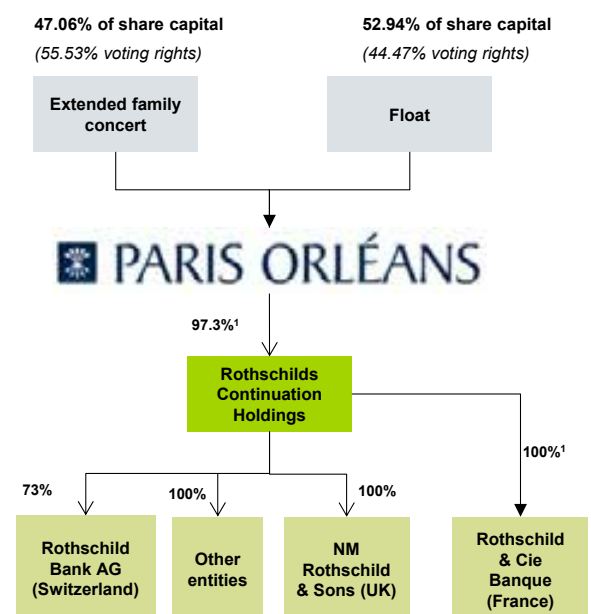 47.06% of share capital
(55.53% voting rights)
52.94% of share capital
(44.47% voting rights)
Extended family
concert
Float
PARIS ORLÉANS
97.3%¹
Rothschilds
Continuation
Holdings
100%¹
73%
100%
100%
Rothschild
Bank AG
(Switzerland)
Other
entities
NM
Rothschild
& Sons (UK)
Rothschild
& Cie
Banque
(France)